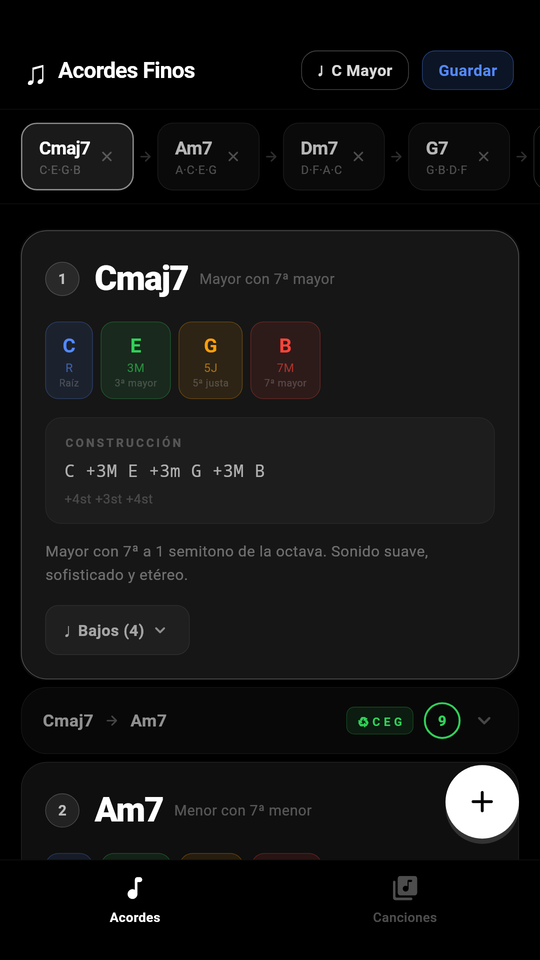 Acordes Finos
C Mayor
Guardar
Cmaj7
C·E·G·B
Am7
A·C·E·G
Dm7
D·F·A·C
G7
G·B·D·F
1
Cmaj7
Mayor con 7ª mayor
C
R
Raíz
E
3M
3ª mayor
G
5J
5ª justa
B
7M
7ª mayor
CONSTRUCCIÓN
C +3M E +3m G +3M B
+4st +3st +4st
Mayor con 7ª a 1 semitono de la octava. Sonido suave,
sofisticado y etéreo.
♩ Bajos (4)
Cmaj7 → Am7
♻ C E G
9
2
Am7
Menor con 7ª menor
Acordes
Canciones